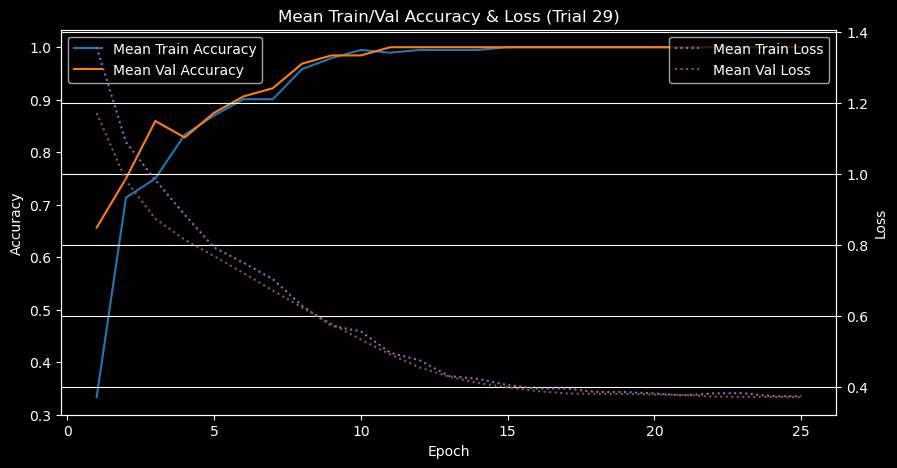 Mean Train/Val Accuracy & Loss (Trial 29)
Mean Train Accuracy
Mean Val Accuracy
Mean Train Loss
Mean Val Loss
Accuracy
1.0
0.9
0.8
0.7
0.6
0.5
0.4
0.3
1.4
1.2
1.0
0.8
0.6
0.4
Loss
0
5
10
15
20
25
Epoch